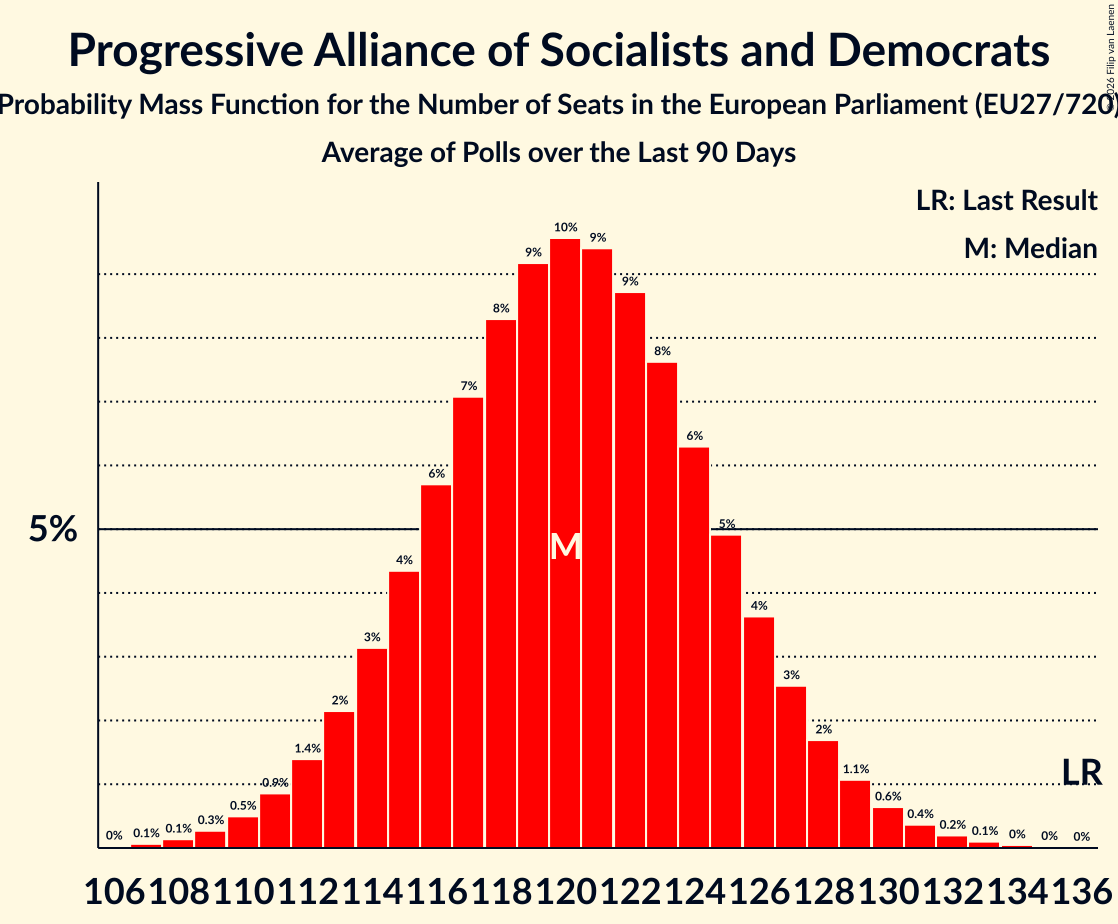 Progressive Alliance of Socialists and Democrats
Probability Mass Function for the Number of Seats in the European Parliament (EU27/720)
Average of Polls over the Last 90 Days
© 2026 Filip van Laenen
LR: Last Result
M: Median
5%
0% 0.1% 0.1% 0.3% 0.5% 0.9% 1.4% 2% 3% 4% 6% 7% 8% 9% 10% 9% 9% 8% 6% 5% 4% 3% 2% 1.1% 0.6% 0.4% 0.2% 0.1% 0% 0% 0%
M
LR
106 108 110 112 114 116 118 120 122 124 126 128 130 132 134 136